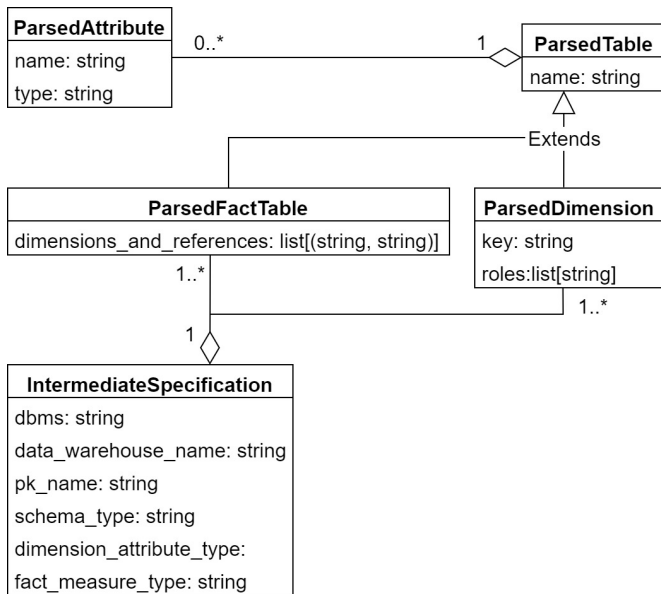 ParsedAttribute
name: string
type: string
0..*
1
ParsedTable
name: string
Extends
ParsedFactTable
dimensions_and_references: list[(string, string)]
ParsedDimension
key: string
roles:list[string]
1..*
1..*
1
IntermediateSpecification
dbms: string
data_warehouse_name: string
pk_name: string
schema_type: string
dimension_attribute_type:
fact_measure_type: string